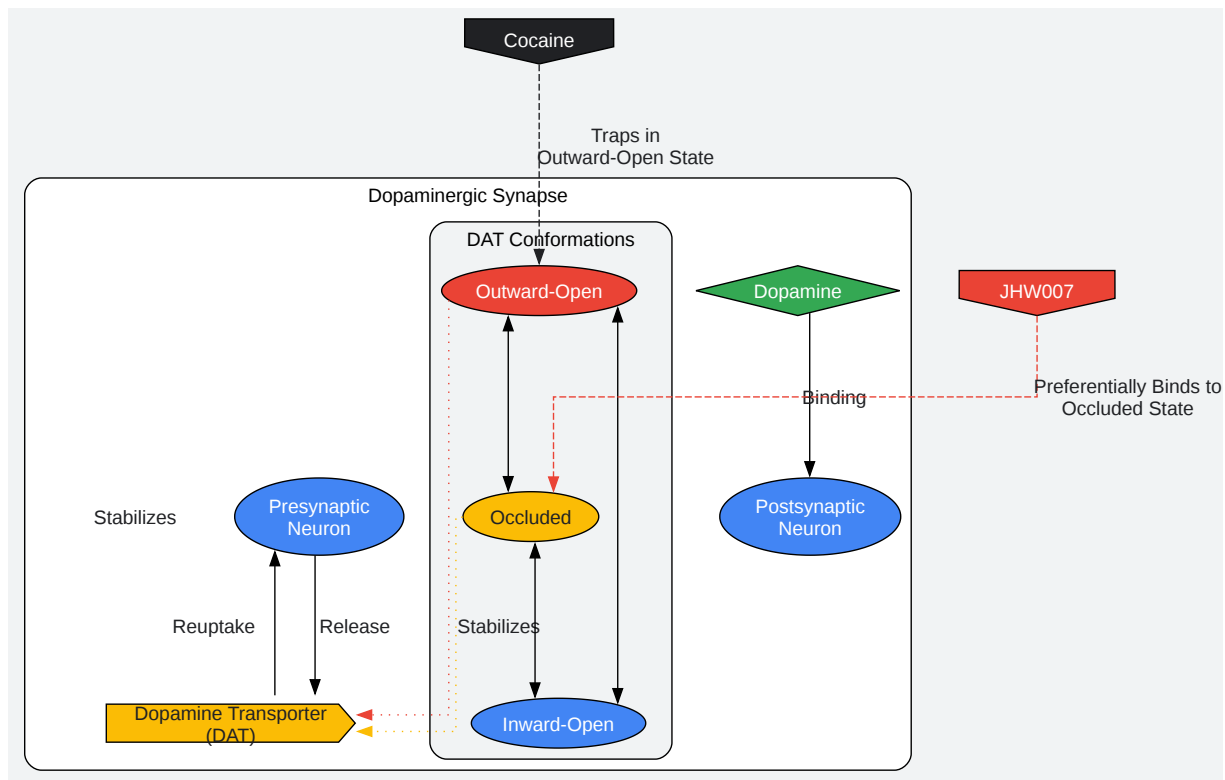 Cocaine
Traps in
Outward-Open State
Dopaminergic Synapse
DAT Conformations
Outward-Open
Dopamine
JHW007
Binding
Preferentially Binds to
Occluded State
Stabilizes
Presynaptic
Neuron
Occluded
Postsynaptic
Neuron
Reuptake
Release
Stabilizes
Dopamine Transporter
(DAT)
Inward-Open